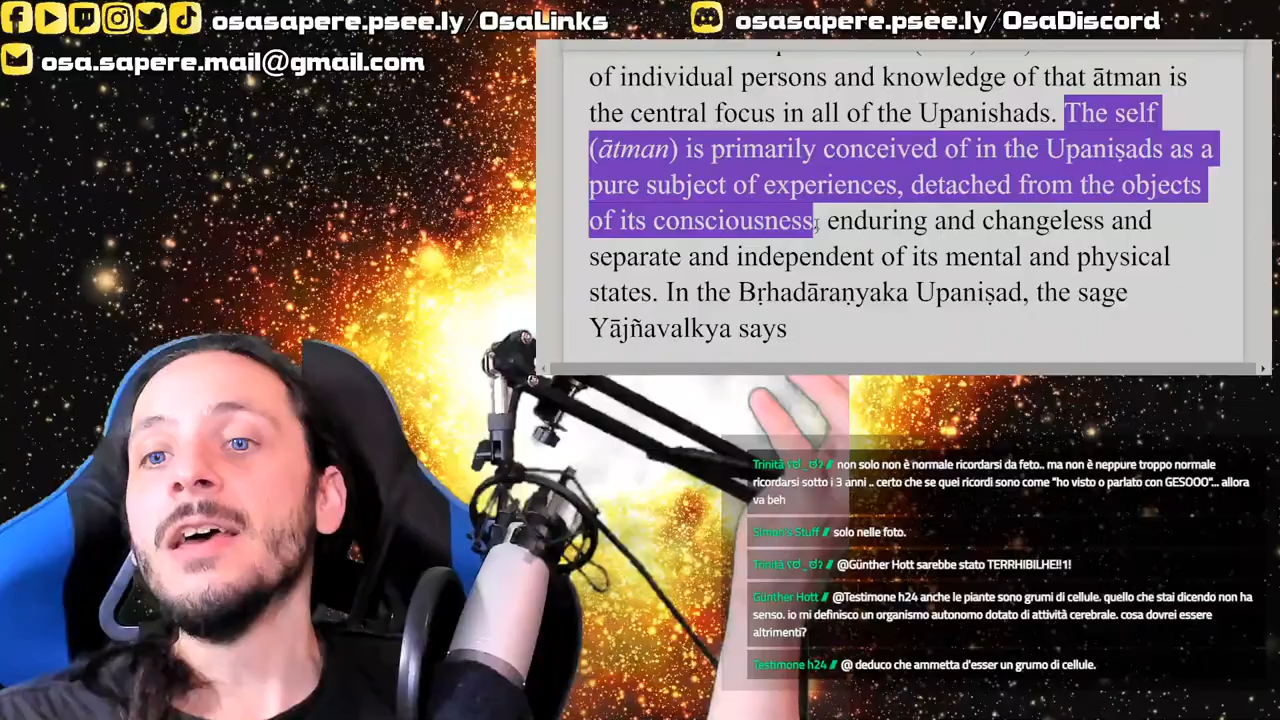 osasapere.psee.ly/OsaLinks
osasapere.psee.ly/OsaDiscord
osa.sapere.mail@gmail.com
of individual persons and knowledge of that ātman is
the central focus in all of the Upanishads. The self
(ātman) is primarily conceived of in the Upaniṣads as a
pure subject of experiences, detached from the objects
of its consciousness, enduring and changeless and
separate and independent of its mental and physical
states. In the Bṛhadāraṇyaka Upaniṣad, the sage
Yājñavalkya says
non solo non è normale ricordarsi da feto.. ma non è neppure troppo normale
ricordarsi sotto i 3 anni .. certo che se quei ricordi sono come "ho visto o parlato con GESOOO"... allora
va beh
Simon's Stuff // solo nelle foto.
@Günther Hott sarebbe stato TERRHIBILHE!!1!
Günther Hott // @Testimone h24 anche le piante sono grumi di cellule. quello che stai dicendo non ha
senso. io mi definisco un organismo autonomo dotato di attività cerebrale. cosa dovrei essere
altrimenti?
Testimone h24 // @ deduco che ammetta d'esser un grumo di cellule.